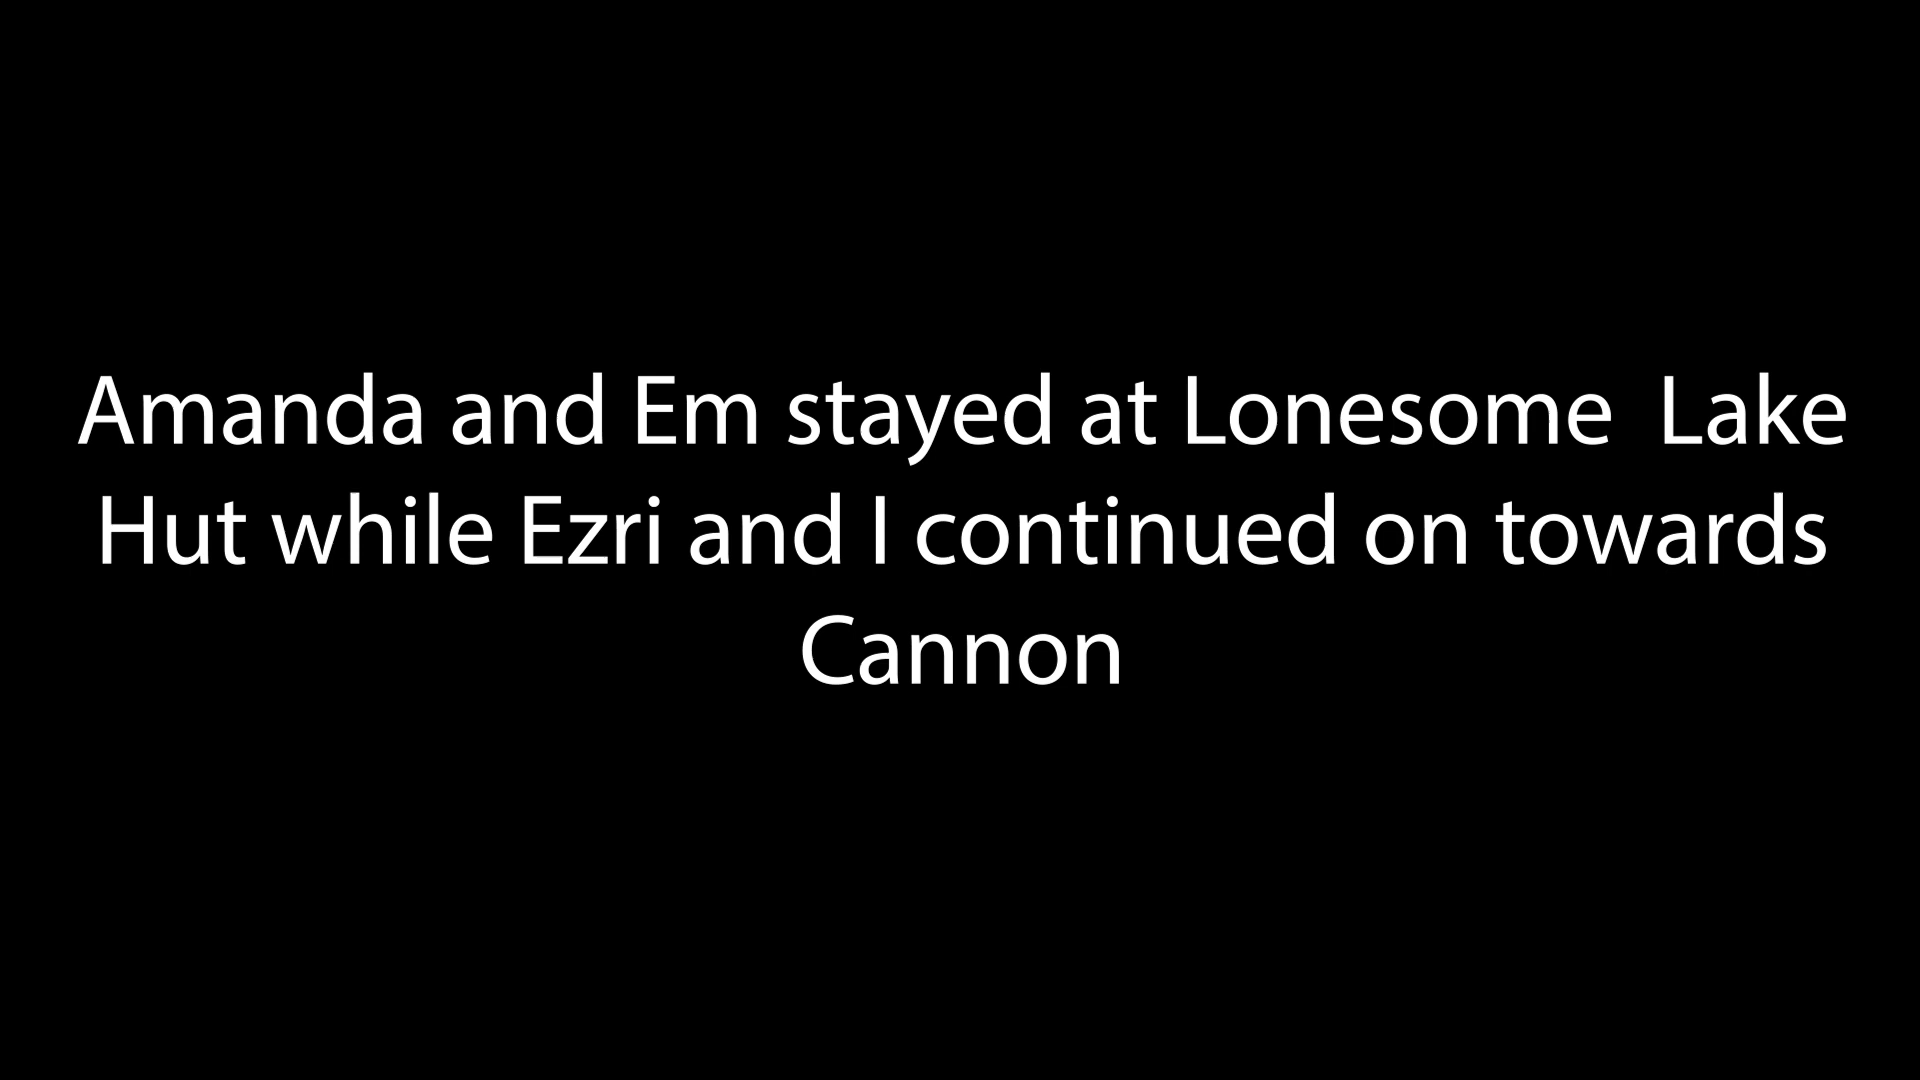 Amanda and Em stayed at Lonesome  Lake
Hut while Ezri and I continued on towards
Cannon